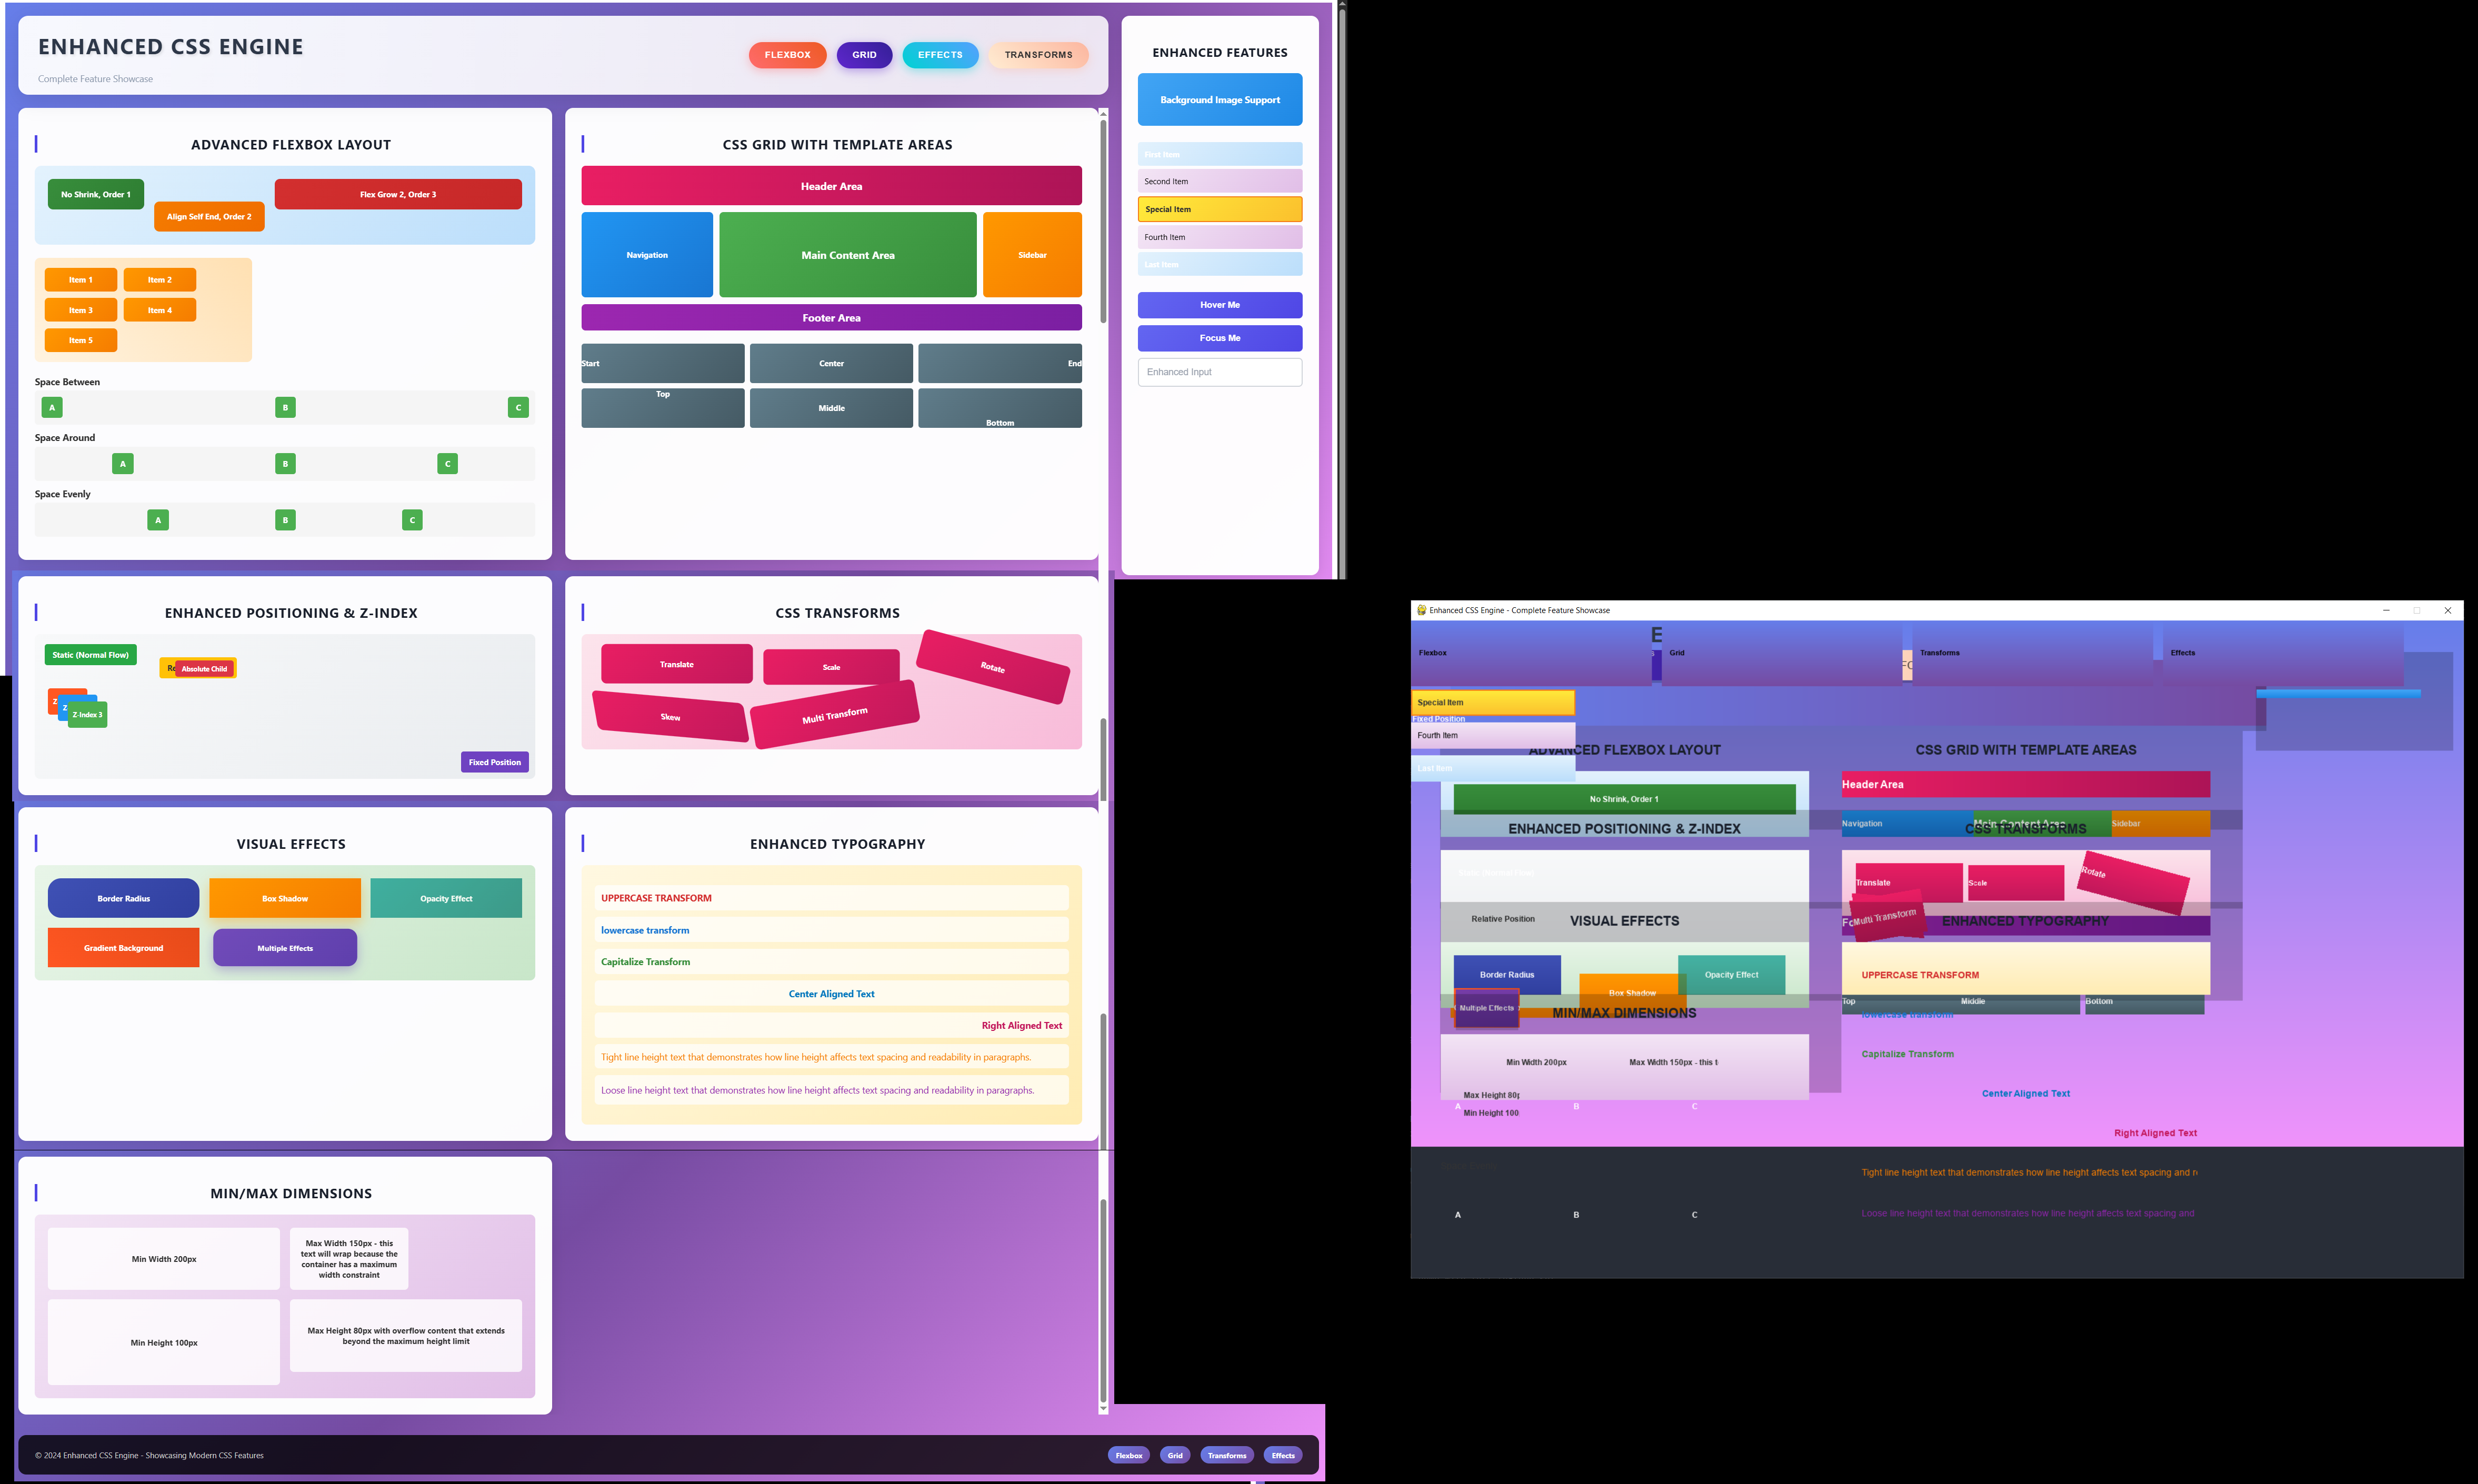 ENHANCED CSS ENGINE
Complete Feature Showcase
FLEXBOX
GRID
EFFECTS
TRANSFORMS
ADVANCED FLEXBOX LAYOUT
No Shrink, Order 1
Align Self End, Order 2
Flex Grow 2, Order 3
Item 1
Item 2
Item 3
Item 4
Item 5
Space Between
A
B
C
Space Around
A
B
C
Space Evenly
A
B
C
CSS GRID WITH TEMPLATE AREAS
Header Area
Navigation
Main Content Area
Sidebar
Footer Area
Start
Center
End
Top
Middle
Bottom
ENHANCED FEATURES
Background Image Support
First Item
Second Item
Special Item
Fourth Item
Last Item
Hover Me
Focus Me
Enhanced Input
ENHANCED POSITIONING & Z-INDEX
Static (Normal Flow)
Re
Absolute Child
Z
Z
Z-Index 3
Fixed Position
CSS TRANSFORMS
Translate
Scale
Rotate
Skew
Multi Transform
VISUAL EFFECTS
Border Radius
Box Shadow
Opacity Effect
Gradient Background
Multiple Effects
ENHANCED TYPOGRAPHY
UPPERCASE TRANSFORM
lowercase transform
Capitalize Transform
Center Aligned Text
Right Aligned Text
Tight line height text that demonstrates how line height affects text spacing and readability in paragraphs.
Loose line height text that demonstrates how line height affects text spacing and readability in paragraphs.
MIN/MAX DIMENSIONS
Min Width 200px
Max Width 150px - this
text will wrap because the
container has a maximum
width constraint
Min Height 100px
Max Height 80px with overflow content that extends
beyond the maximum height limit
© 2024 Enhanced CSS Engine - Showcasing Modern CSS Features
Flexbox
Grid
Transforms
Effects
Enhanced CSS Engine - Complete Feature Showcase
E
Flexbox
Grid
Transforms
Effects
Special Item
Fixed Position
Fourth Item
Last Item
ADVANCED FLEXBOX LAYOUT
CSS GRID WITH TEMPLATE AREAS
No Shrink, Order 1
Header Area
ENHANCED POSITIONING & Z-INDEX
Navigation
Main Content Area
CSS TRANSFORMS
Sidebar
Translate
Scale
Rotate
Relative Position
VISUAL EFFECTS
Fo
Multi Transform
ENHANCED TYPOGRAPHY
Border Radius
Box Shadow
Opacity Effect
UPPERCASE TRANSFORM
Multiple Effects
MIN/MAX DIMENSIONS
Top
Middle
Bottom
lowercase transform
Min Width 200px
Max Width 150px - this t
Capitalize Transform
Max Height 80p
A
B
C
Min Height 100
Center Aligned Text
Right Aligned Text
Tight line height text that demonstrates how line height affects text spacing and r
A
B
C
Loose line height text that demonstrates how line height affects text spacing and